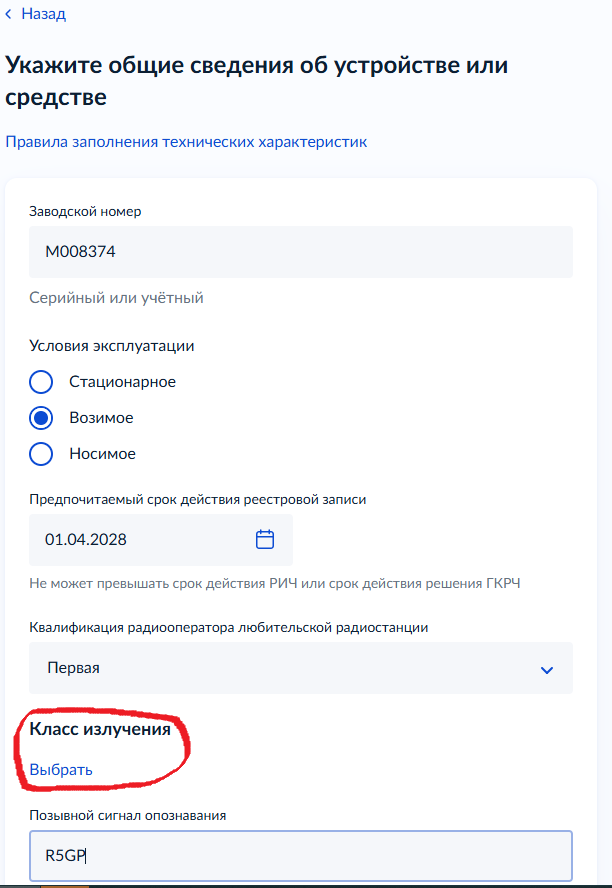 Назад
Укажите общие сведения об устройстве или
средстве
Правила заполнения технических характеристик
Заводской номер
M008374
Серийный или учётный
Условия эксплуатации
Стационарное
Возимое
Носимое
Предпочитаемый срок действия реестровой записи
01.04.2028
Не может превышать срок действия РИЧ или срок действия решения ГКРЧ
Квалификация радиооператора любительской радиостанции
Первая
Класс излучения
Выбрать
Позывной сигнал опознавания
R5GP